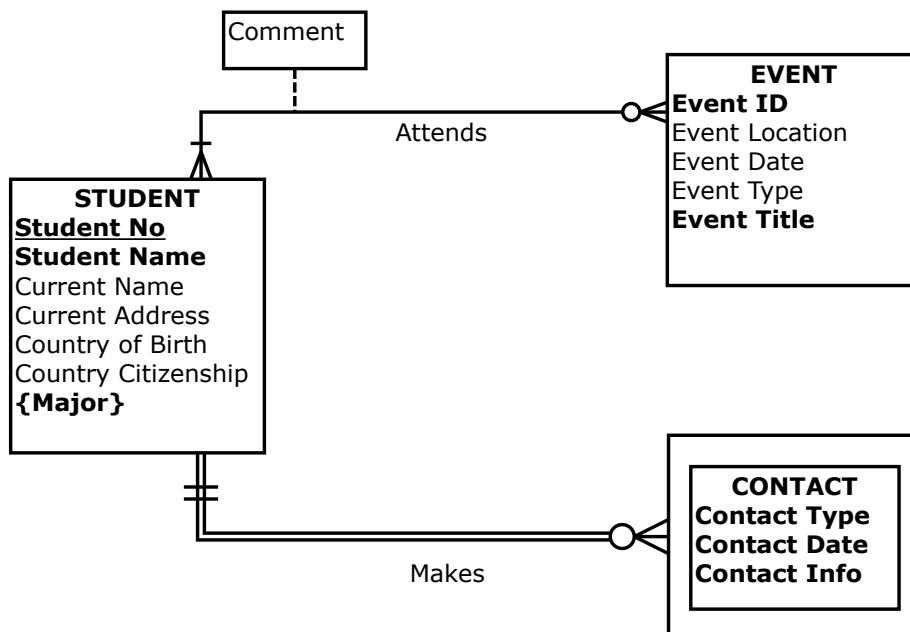 Comment
Attends
EVENT
Event ID
Event Location
Event Date
Event Type
Event Title
STUDENT
Student No
Student Name
Current Name
Current Address
Country of Birth
Country Citizenship
{Major}
Makes
CONTACT
Contact Type
Contact Date
Contact Info